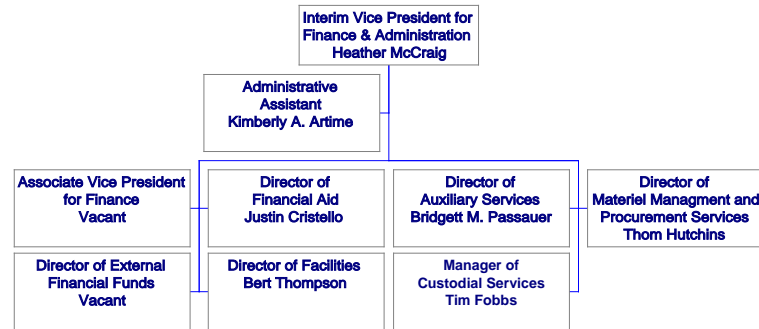 Interim Vice President for
Finance & Administration
Heather McCraig
Administrative
Assistant
Kimberly A. Artime
Associate Vice President
for Finance
Vacant
Director of
Financial Aid
Justin Cristello
Director of
Auxiliary Services
Bridgett M. Passauer
Director of
Materiel Managment and
Procurement Services
Thom Hutchins
Director of External
Financial Funds
Vacant
Director of Facilities
Bert Thompson
Manager of
Custodial Services
Tim Fobbs